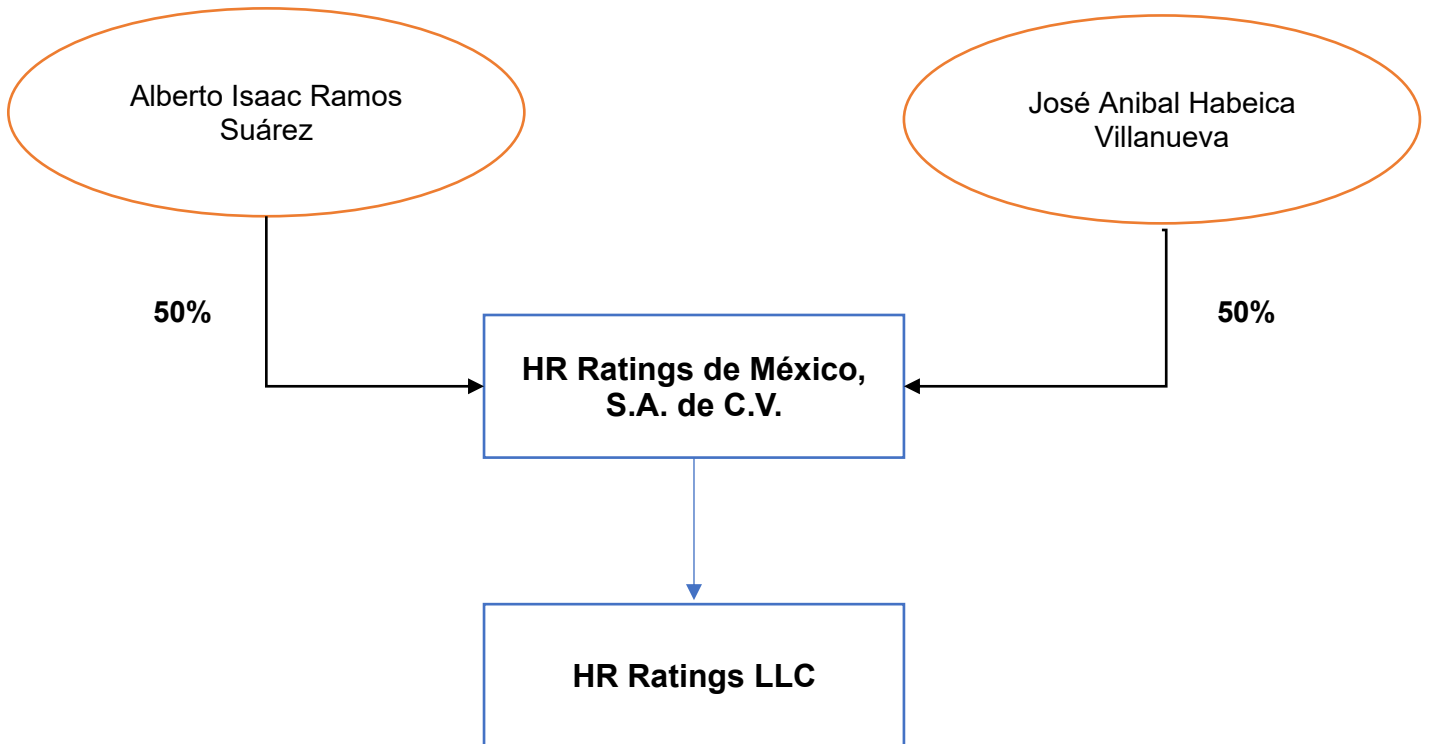 Alberto Isaac Ramos
Suárez
José Anibal Habeica
Villanueva
50%
50%
HR Ratings de México,
S.A. de C.V.
HR Ratings LLC